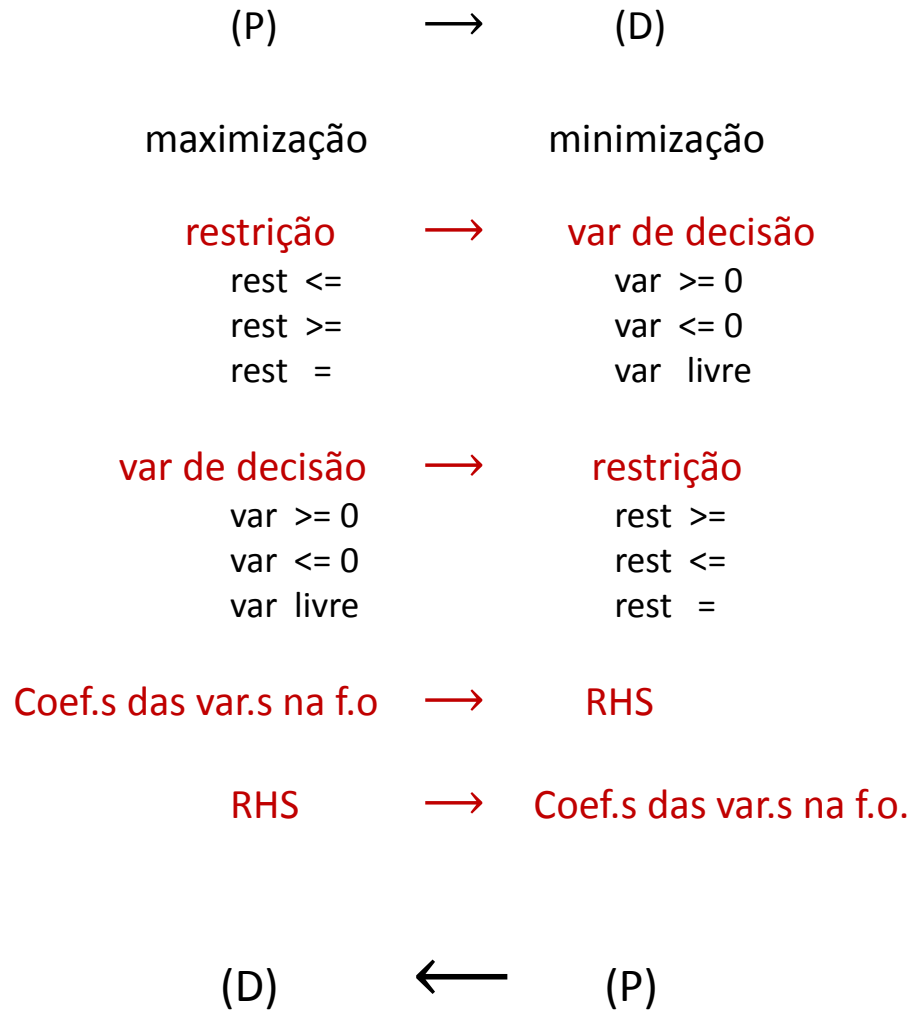 (P) → (D)
maximização minimização
restrição → var de decisão
rest <= var >= 0
rest >= var <= 0
rest = var livre
var de decisão → restrição
var >= 0 rest >=
var <= 0 rest <=
var livre rest =
Coef.s das var.s na f.o → RHS
RHS → Coef.s das var.s na f.o.
(D) ← (P)